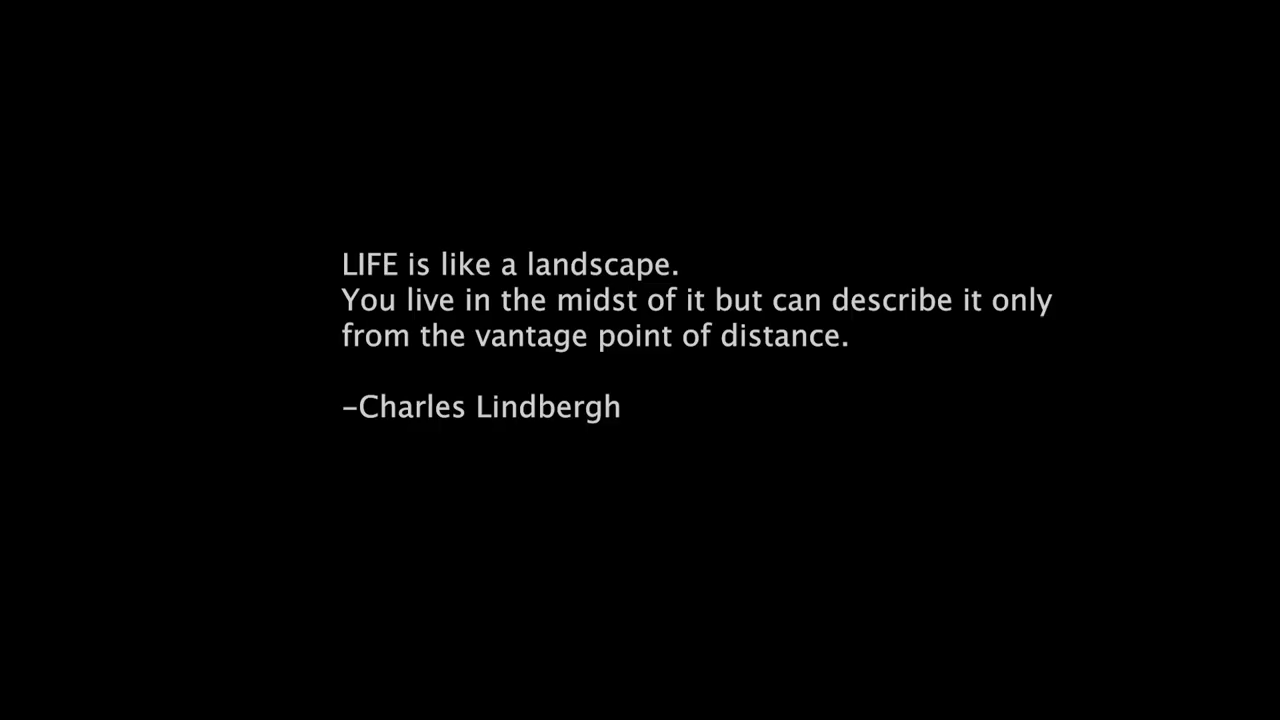 LIFE is like a landscape.
You live in the midst of it but can describe it only
from the vantage point of distance.
–Charles Lindbergh